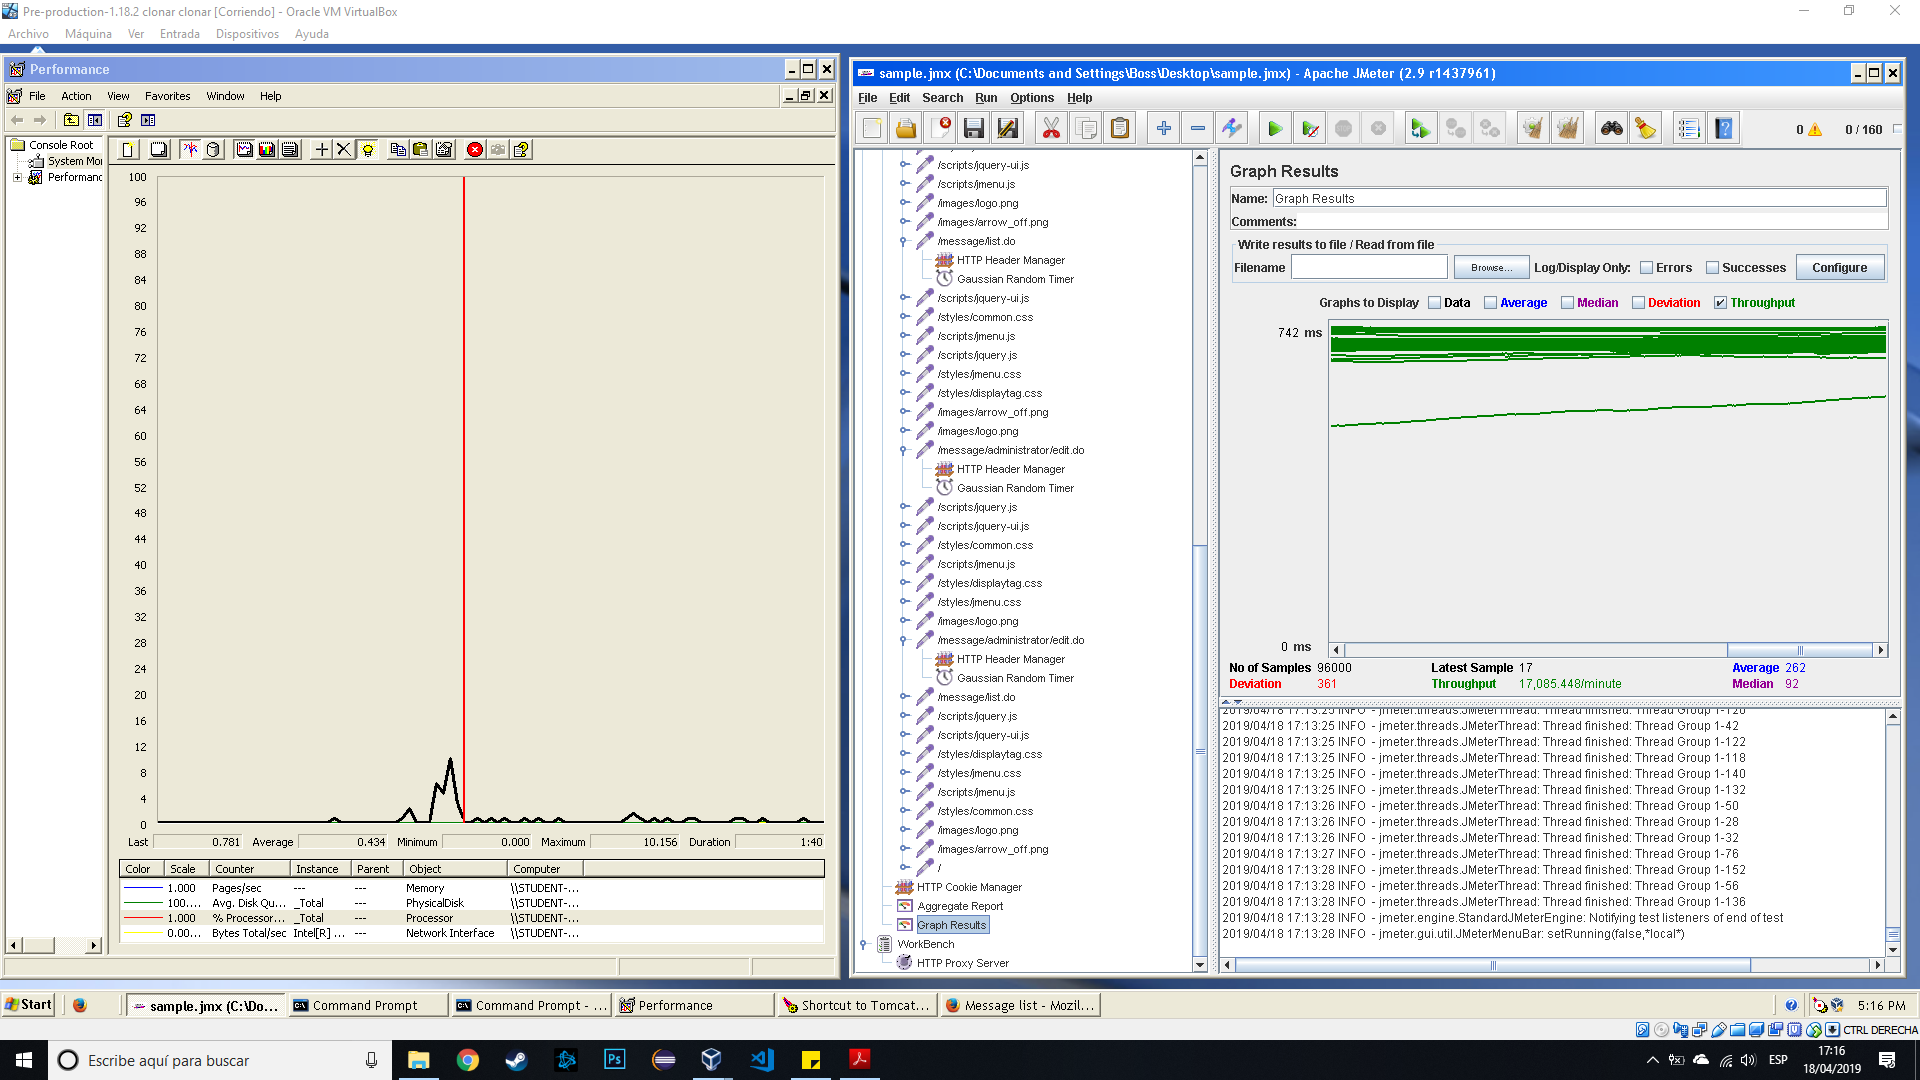 Pre-production-1.18.2 clonar clonar [Corriendo] - Oracle VM VirtualBox
Archivo Máquina Ver Entrada Dispositivos Ayuda
Performance
File Action View Favorites Window Help
Console Root
System Mo
Performanc
100
96
92
88
84
80
76
72
68
64
60
56
52
48
44
40
36
32
28
24
20
16
12
8
4
0
Last 0.781 Average 0.434 Minimum 0.000 Maximum 10.156 Duration 1:40
Color Scale Counter Instance Parent Object Computer
1.000 Pages/sec --- --- Memory \\STUDENT-...
100.... Avg. Disk Qu... _Total --- PhysicalDisk \\STUDENT-...
1.000 % Processor... _Total --- Processor \\STUDENT-...
0.00... Bytes Total/sec Intel[R] ... --- Network Interface \\STUDENT-...
sample.jmx (C:\Documents and Settings\Boss\Desktop\sample.jmx) - Apache JMeter (2.9 r1437961)
File Edit Search Run Options Help
0 0 / 160
/scripts/jquery-ui.js
/scripts/jmenu.js
/images/logo.png
/images/arrow_off.png
/message/list.do
HTTP Header Manager
Gaussian Random Timer
/scripts/jquery-ui.js
/styles/common.css
/scripts/jmenu.js
/scripts/jquery.js
/styles/jmenu.css
/styles/displaytag.css
/images/arrow_off.png
/images/logo.png
/message/administrator/edit.do
HTTP Header Manager
Gaussian Random Timer
/scripts/jquery.js
/scripts/jquery-ui.js
/styles/common.css
/scripts/jmenu.js
/styles/displaytag.css
/styles/jmenu.css
/images/logo.png
/message/administrator/edit.do
HTTP Header Manager
Gaussian Random Timer
/message/list.do
/scripts/jquery.js
/scripts/jquery-ui.js
/styles/displaytag.css
/styles/jmenu.css
/scripts/jmenu.js
/styles/common.css
/images/logo.png
/images/arrow_off.png
/
HTTP Cookie Manager
Aggregate Report
Graph Results
WorkBench
HTTP Proxy Server
Graph Results
Name: Graph Results
Comments:
Write results to file / Read from file
Filename Browse... Log/Display Only: Errors Successes Configure
Graphs to Display Data Average Median Deviation Throughput
742 ms
0 ms
No of Samples 96000 Latest Sample 17 Average 262
Deviation 361 Throughput 17,085.448/minute Median 92
2019/04/18 17:13:25 INFO - jmeter.threads.JMeterThread: Thread finished: Thread Group 1-120
2019/04/18 17:13:25 INFO - jmeter.threads.JMeterThread: Thread finished: Thread Group 1-42
2019/04/18 17:13:25 INFO - jmeter.threads.JMeterThread: Thread finished: Thread Group 1-122
2019/04/18 17:13:25 INFO - jmeter.threads.JMeterThread: Thread finished: Thread Group 1-118
2019/04/18 17:13:25 INFO - jmeter.threads.JMeterThread: Thread finished: Thread Group 1-140
2019/04/18 17:13:25 INFO - jmeter.threads.JMeterThread: Thread finished: Thread Group 1-132
2019/04/18 17:13:26 INFO - jmeter.threads.JMeterThread: Thread finished: Thread Group 1-50
2019/04/18 17:13:26 INFO - jmeter.threads.JMeterThread: Thread finished: Thread Group 1-28
2019/04/18 17:13:26 INFO - jmeter.threads.JMeterThread: Thread finished: Thread Group 1-32
2019/04/18 17:13:27 INFO - jmeter.threads.JMeterThread: Thread finished: Thread Group 1-76
2019/04/18 17:13:28 INFO - jmeter.threads.JMeterThread: Thread finished: Thread Group 1-152
2019/04/18 17:13:28 INFO - jmeter.threads.JMeterThread: Thread finished: Thread Group 1-56
2019/04/18 17:13:28 INFO - jmeter.threads.JMeterThread: Thread finished: Thread Group 1-136
2019/04/18 17:13:28 INFO - jmeter.engine.StandardJMeterEngine: Notifying test listeners of end of test
2019/04/18 17:13:28 INFO - jmeter.gui.util.JMeterMenuBar: setRunning(false,*local*)
Start sample.jmx (C:\Do... Command Prompt Command Prompt - ... Performance Shortcut to Tomcat... Message list - Mozil... 5:16 PM
CTRL DERECHA
Escribe aquí para buscar
ESP
17:16
18/04/2019